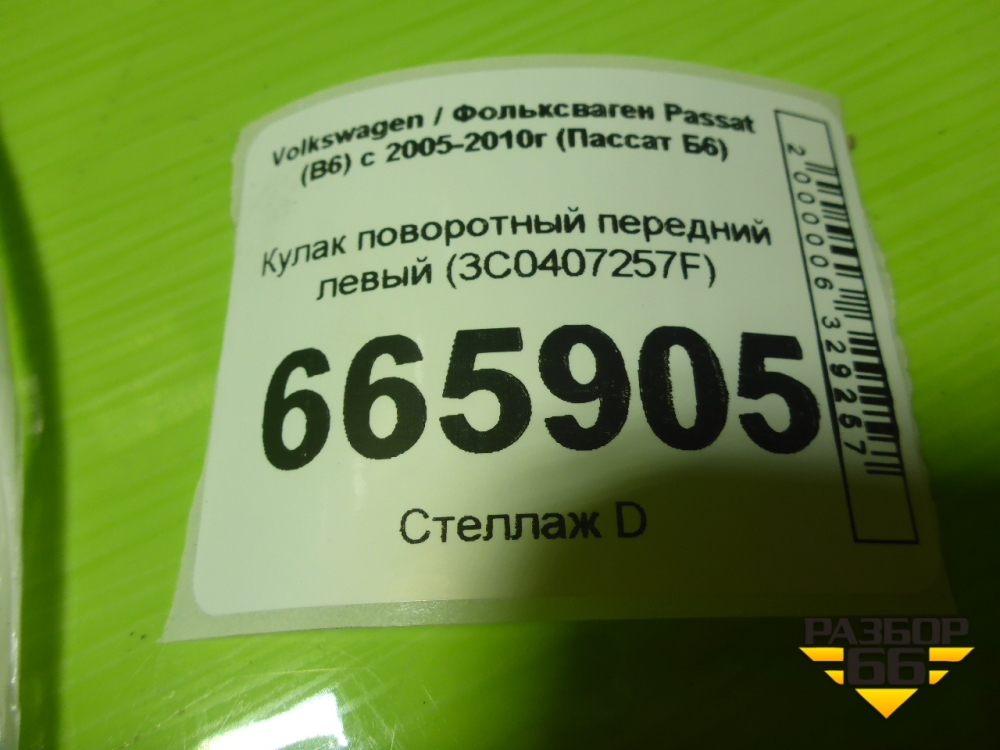 Volkswagen / Фольксваген Passat
(B6) с 2005-2010г (Пассат Б6)
Кулак поворотный передний
левый (3C0407257F)
665905
Стеллаж D
2000006329267
РАЗБОР
66